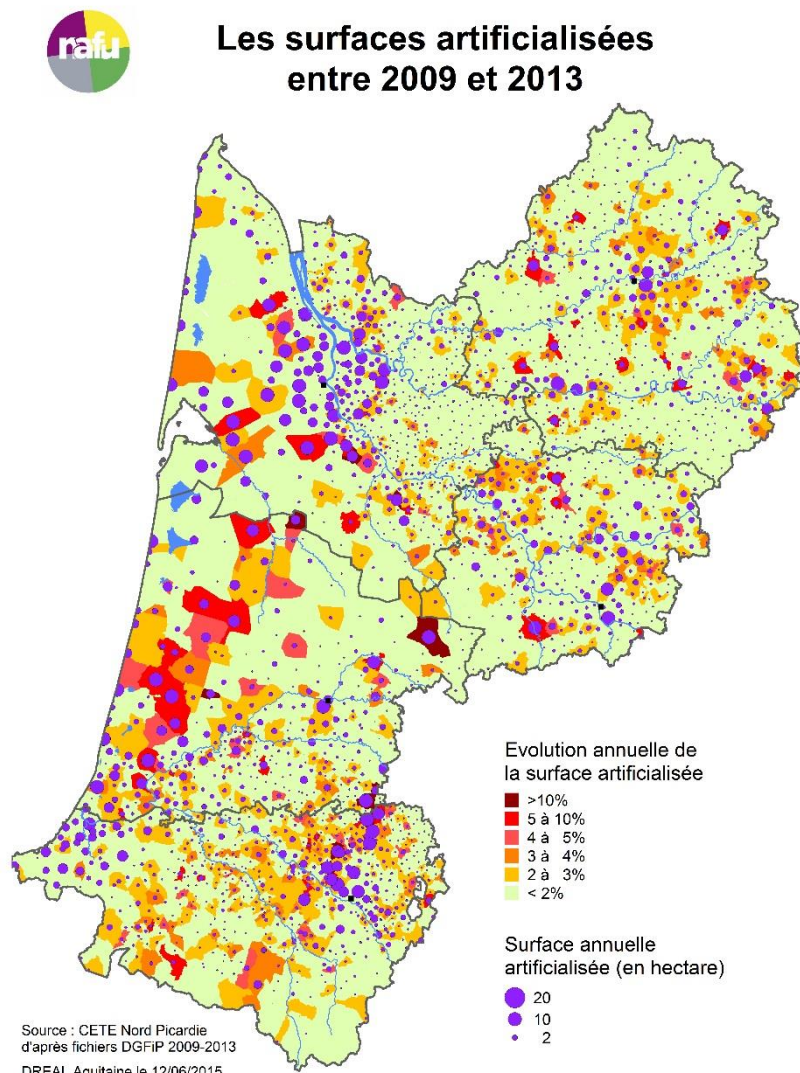 nafu
Les surfaces artificialisées
entre 2009 et 2013
Evolution annuelle de
la surface artificialisée
>10%
5 à 10%
4 à 5%
3 à 4%
2 à 3%
< 2%
Surface annuelle
artificialisée (en hectare)
20
10
2
Source : CETE Nord Picardie
d'après fichiers DGFiP 2009-2013
DREAL Aquitaine le 12/06/2015